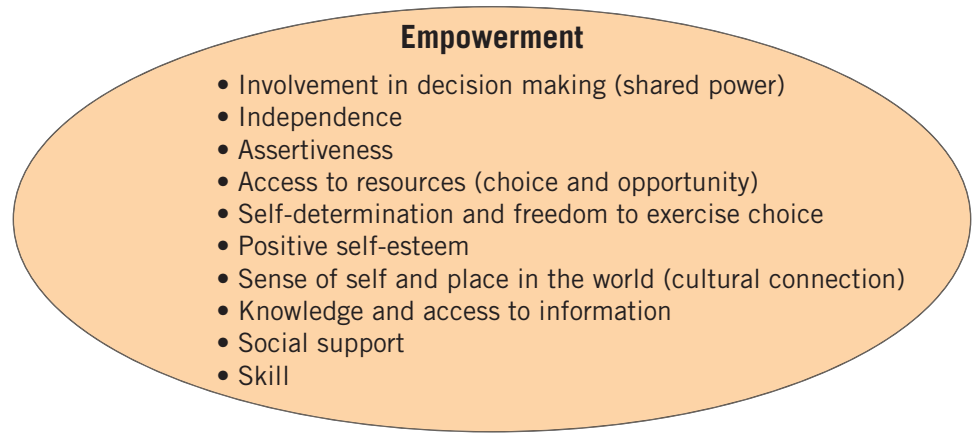 Empowerment
• Involvement in decision making (shared power)
• Independence
• Assertiveness
• Access to resources (choice and opportunity)
• Self-determination and freedom to exercise choice
• Positive self-esteem
• Sense of self and place in the world (cultural connection)
• Knowledge and access to information
• Social support
• Skill